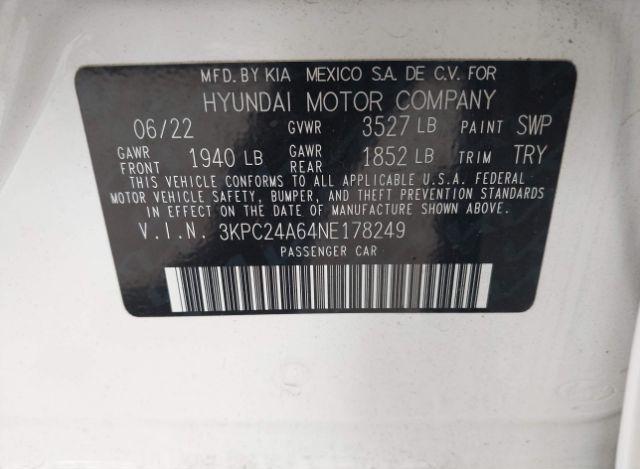 MFD. BY KIA MEXICO S.A. DE C.V. FOR
HYUNDAI MOTOR COMPANY
06/22 GVWR 3527 LB PAINT SWP
GAWR FRONT 1940 LB GAWR REAR 1852 LB TRIM TRY
THIS VEHICLE CONFORMS TO ALL APPLICABLE U.S.A. FEDERAL
MOTOR VEHICLE SAFETY, BUMPER, AND THEFT PREVENTION STANDARDS
IN EFFECT ON THE DATE OF MANUFACTURE SHOWN ABOVE.
V.I.N. 3KPC24A64NE178249
PASSENGER CAR